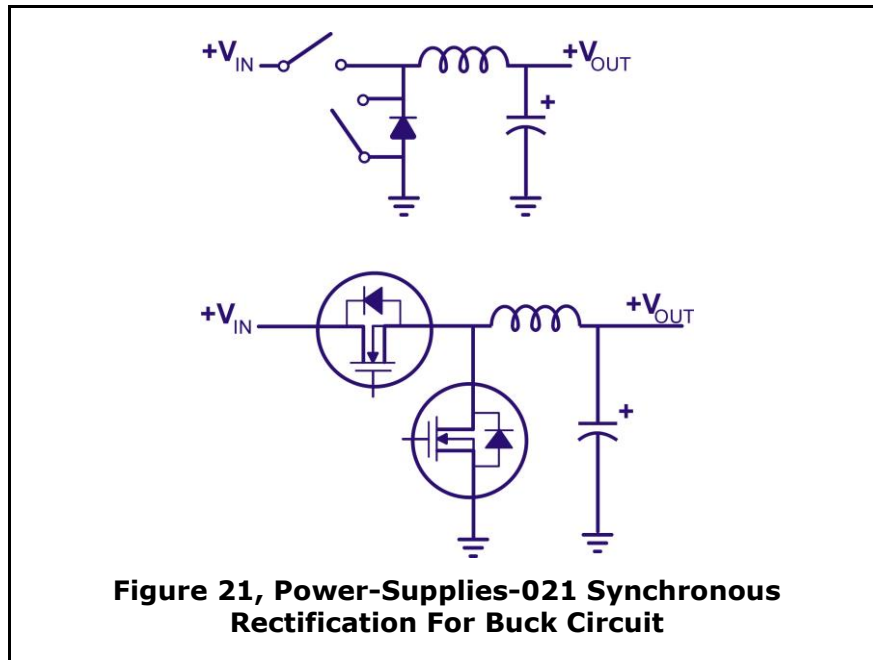 +VIN
+VOUT
+
+VIN
+VOUT
+
Figure 21, Power-Supplies-021 Synchronous
Rectification For Buck Circuit